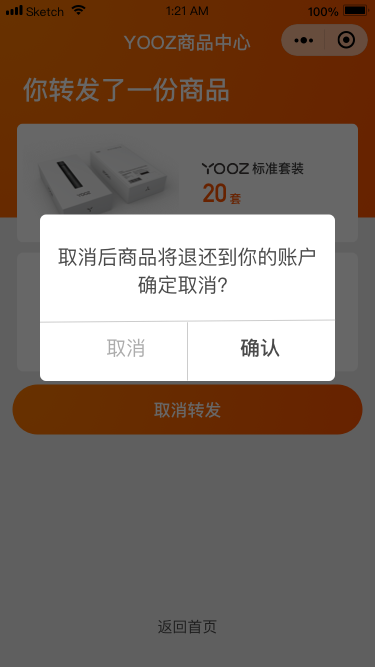 Sketch
1:21 AM
100%
YOOZ商品中心
你转发了一份商品
YOOZ 标准套装
20套
取消后商品将退还到你的账户
确定取消?
取消
确认
取消转发
返回首页